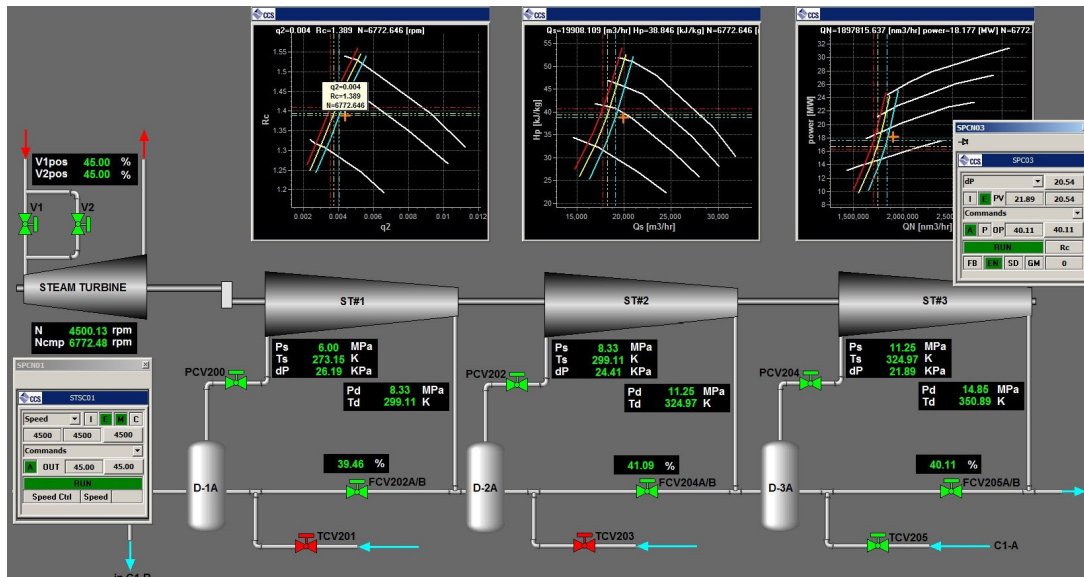 CCS
q2=0.004 Rc=1.389 N=6772.646 [rpm]
1.55
1.5
1.45
1.4
1.35
1.3
1.25
1.2
Rc
q2=0.004
Rc=1.389
N=6772.646
0.002 0.004 0.006 0.008 0.01 0.012
q2
CCS
Qs=19908.109 [m3/hr] Hp=38.846 [kJ/kg] N=6772.646 [
55
50
45
40
35
30
25
20
Hp [kJ/kg]
15,000 20,000 25,000 30,000
Qs [m3/hr]
CCS
QN=1897815.637 [nm3/hr] power=18.177 [MW] N=6772.
32
30
28
26
24
22
20
18
16
14
12
10
8
power [MW]
1,500,000 2,000,000 2,500
QN [nm3/hr]
SPCN03
CCS
SPC03
dP 20.54
I E PV 21.89 20.54
Commands
A P OP 40.11 40.11
RUN Rc
FB EN SD GM 0
V1pos 45.00 %
V2pos 45.00 %
V1 V2
STEAM TURBINE
N 4500.13 rpm
Ncmp 6772.48 rpm
ST#1
ST#2
ST#3
Ps 6.00 MPa
Ts 273.15 K
dP 26.19 KPa
Ps 8.33 MPa
Ts 299.11 K
dP 24.41 KPa
Ps 11.25 MPa
Ts 324.97 K
dP 21.89 KPa
PCV200
PCV202
PCV204
Pd 8.33 MPa
Td 299.11 K
Pd 11.25 MPa
Td 324.97 K
Pd 14.85 MPa
Td 350.89 K
SPCN01
CCS
STSC01
Speed I E M C
4500 4500 4500
Commands
A OUT 45.00 45.00
RUN
Speed Ctrl Speed
39.46 %
41.09 %
40.11 %
D-1A
FCV202A/B
D-2A
FCV204A/B
D-3A
FCV205A/B
TCV201
TCV203
TCV205
C1-A